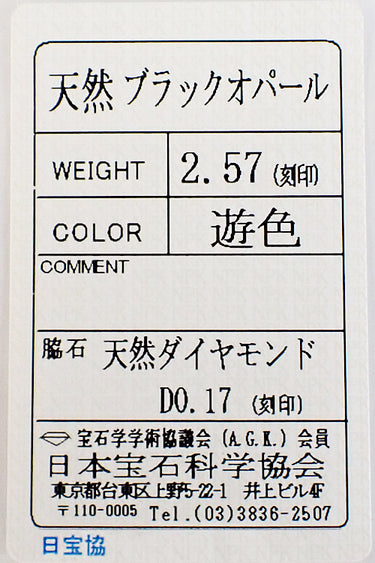 天然 ブラックオパール
WEIGHT 2.57 (刻印)
COLOR 遊色
COMMENT
脇石 天然ダイヤモンド
D0.17 (刻印)
宝石学学術協議会 (A.G.K.) 会員
日本宝石科学協会
東京都台東区上野5-22-1 井上ビル4F
〒110-0005 Tel.(03)3836-2507
日宝協